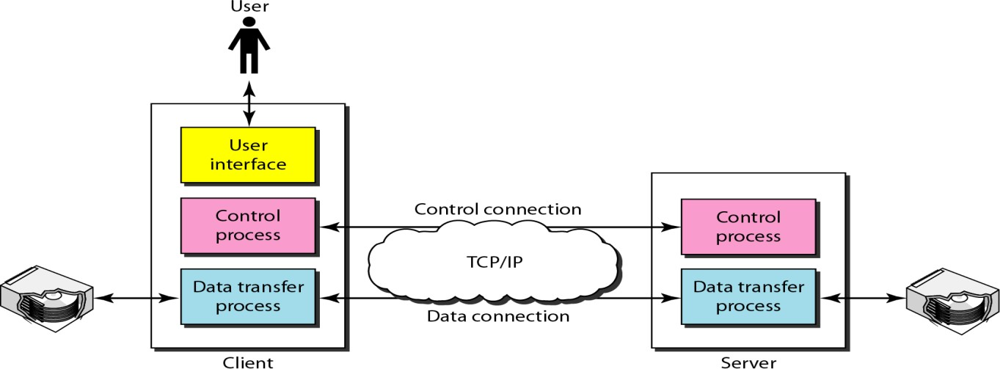 User
User
interface
Control connection
Control
process
Control
process
TCP/IP
Data transfer
process
Data transfer
process
Data connection
Client
Server